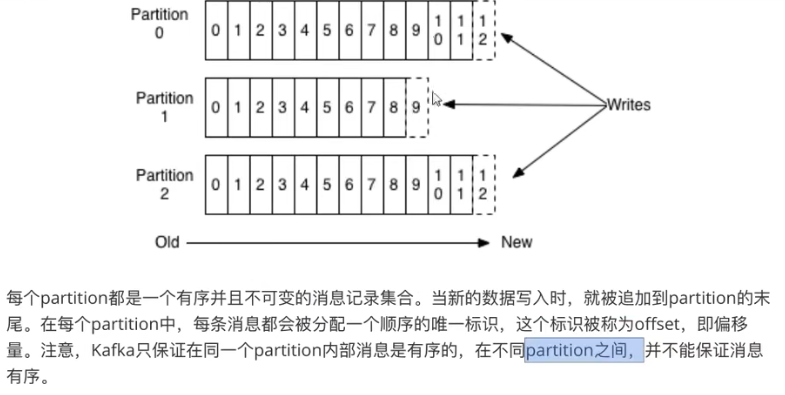 Partition
0
0 1 2 3 4 5 6 7 8 9 10 11 12
Partition
1
0 1 2 3 4 5 6 7 8 9
Writes
Partition
2
0 1 2 3 4 5 6 7 8 9 10 11 12
Old New
每个partition都是一个有序并且不可变的消息记录集合。当新的数据写入时，就被追加到partition的末
尾。在每个partition中，每条消息都会被分配一个顺序的唯一标识，这个标识被称为offset，即偏移
量。注意，Kafka只保证在同一个partition内部消息是有序的，在不同partition之间，并不能保证消息
有序。